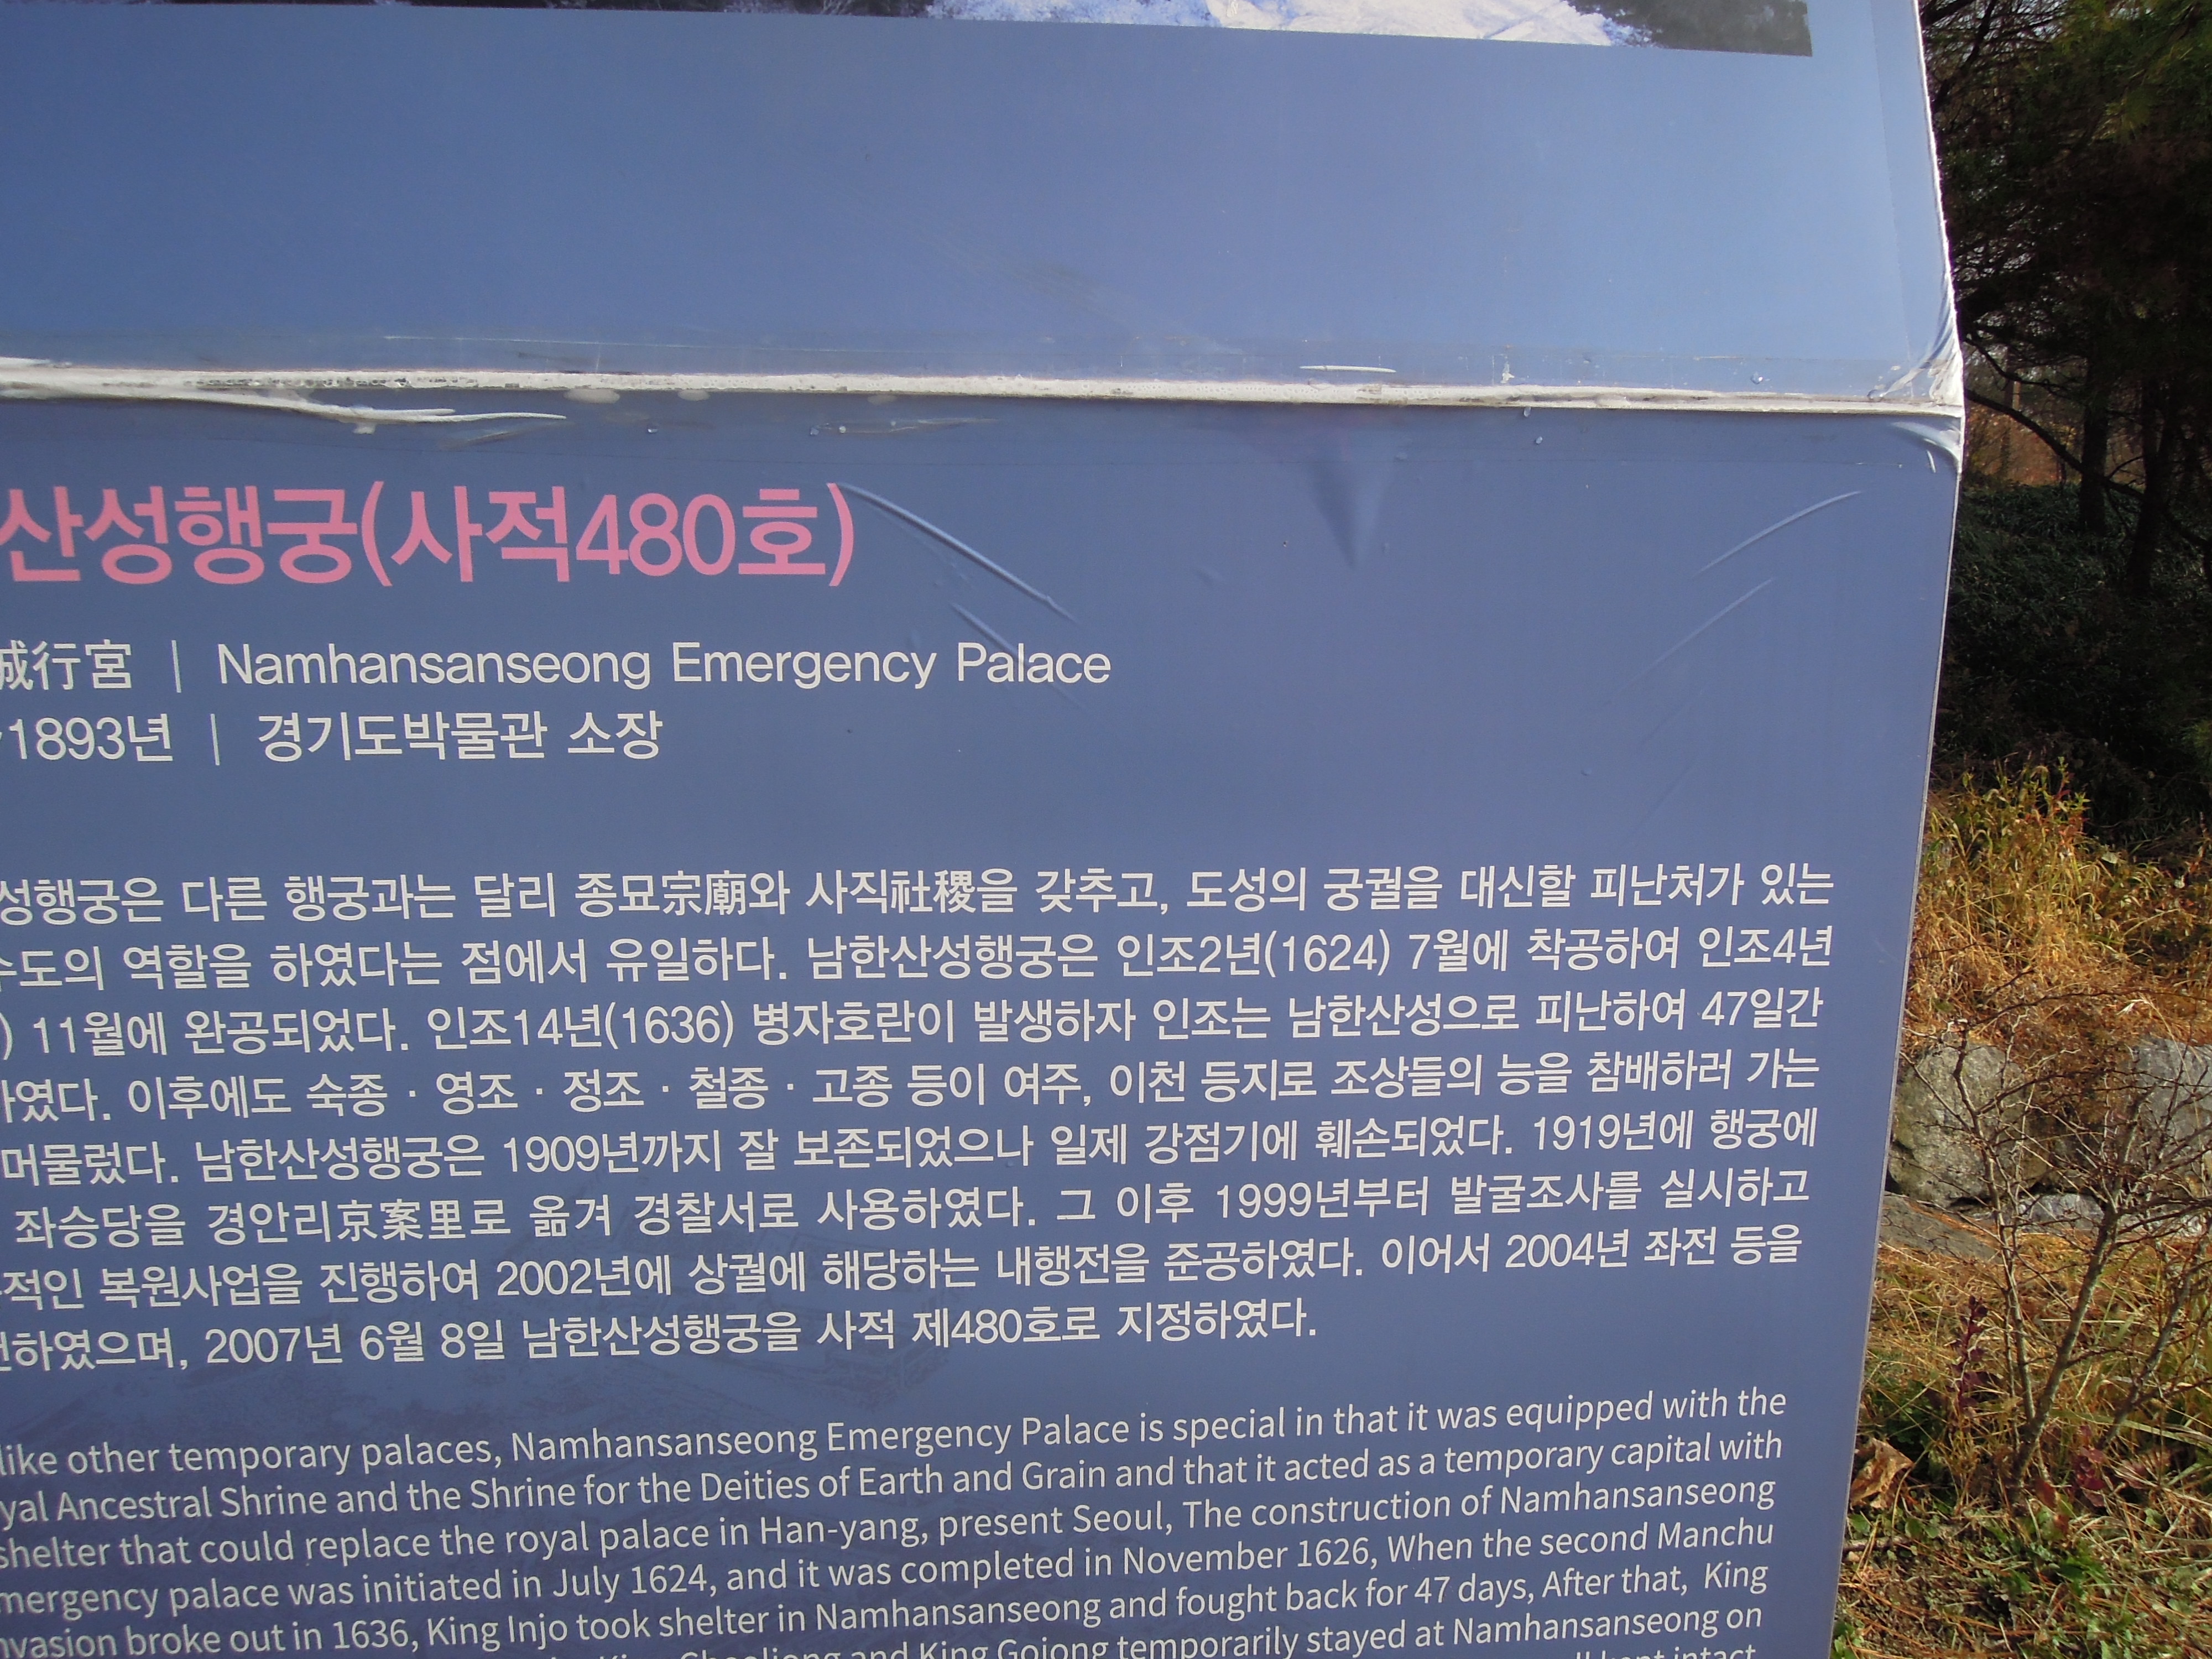 산성행궁(사적480호)
城行宮 | Namhansanseong Emergency Palace
1893년 | 경기도박물관 소장
성행궁은 다른 행궁과는 달리 종묘宗廟와 사직社稷을 갖추고, 도성의 궁궐을 대신할 피난처가 있는
수도의 역할을 하였다는 점에서 유일하다. 남한산성행궁은 인조2년(1624) 7월에 착공하여 인조4년
) 11월에 완공되었다. 인조14년(1636) 병자호란이 발생하자 인조는 남한산성으로 피난하여 47일간
하였다. 이후에도 숙종 · 영조 · 정조 · 철종 · 고종 등이 여주, 이천 등지로 조상들의 능을 참배하러 가는
머물렀다. 남한산성행궁은 1909년까지 잘 보존되었으나 일제 강점기에 훼손되었다. 1919년에 행궁에
좌승당을 경안리京案里로 옮겨 경찰서로 사용하였다. 그 이후 1999년부터 발굴조사를 실시하고
적인 복원사업을 진행하여 2002년에 상궐에 해당하는 내행전을 준공하였다. 이어서 2004년 좌전 등을
하였으며, 2007년 6월 8일 남한산성행궁을 사적 제480호로 지정하였다.
like other temporary palaces, Namhansanseong Emergency Palace is special in that it was equipped with the
yal Ancestral Shrine and the Shrine for the Deities of Earth and Grain and that it acted as a temporary capital with
shelter that could replace the royal palace in Han-yang, present Seoul, The construction of Namhansanseong
mergency palace was initiated in July 1624, and it was completed in November 1626, When the second Manchu
nvasion broke out in 1636, King Injo took shelter in Namhansanseong and fought back for 47 days, After that, King
King Cheoljong and King Gojong temporarily stayed at Namhansanseong on
kept intact